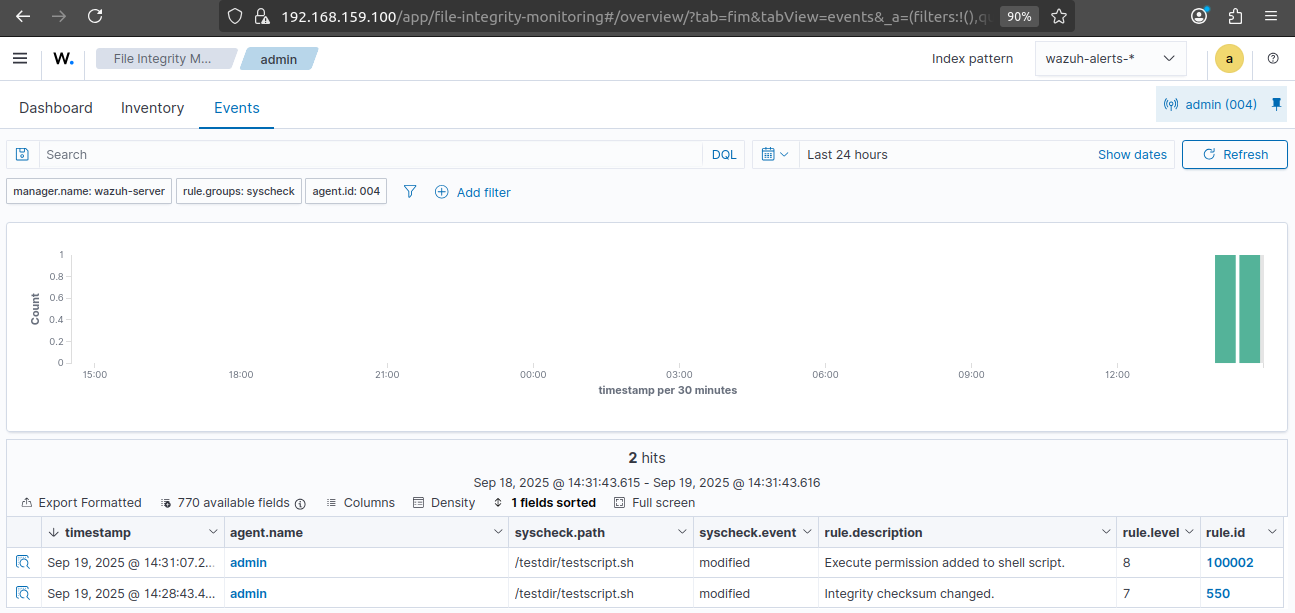 192.168.159.100/app/file-integrity-monitoring#/overview/?tab=fim&tabView=events&_a=(filters:!(),q 90%
W. File Integrity M... admin Index pattern wazuh-alerts-* a
Dashboard Inventory Events admin (004)
Search DQL Last 24 hours Show dates Refresh
manager.name: wazuh-server rule.groups: syscheck agent.id: 004 Add filter
1
0.8
0.6
0.4
0.2
0
Count
15:00 18:00 21:00 00:00 03:00 06:00 09:00 12:00
timestamp per 30 minutes
2 hits
Sep 18, 2025 @ 14:31:43.615 - Sep 19, 2025 @ 14:31:43.616
Export Formatted 770 available fields Columns Density 1 fields sorted Full screen
timestamp agent.name syscheck.path syscheck.event rule.description rule.level rule.id
Sep 19, 2025 @ 14:31:07.2... admin /testdir/testscript.sh modified Execute permission added to shell script. 8 100002
Sep 19, 2025 @ 14:28:43.4... admin /testdir/testscript.sh modified Integrity checksum changed. 7 550